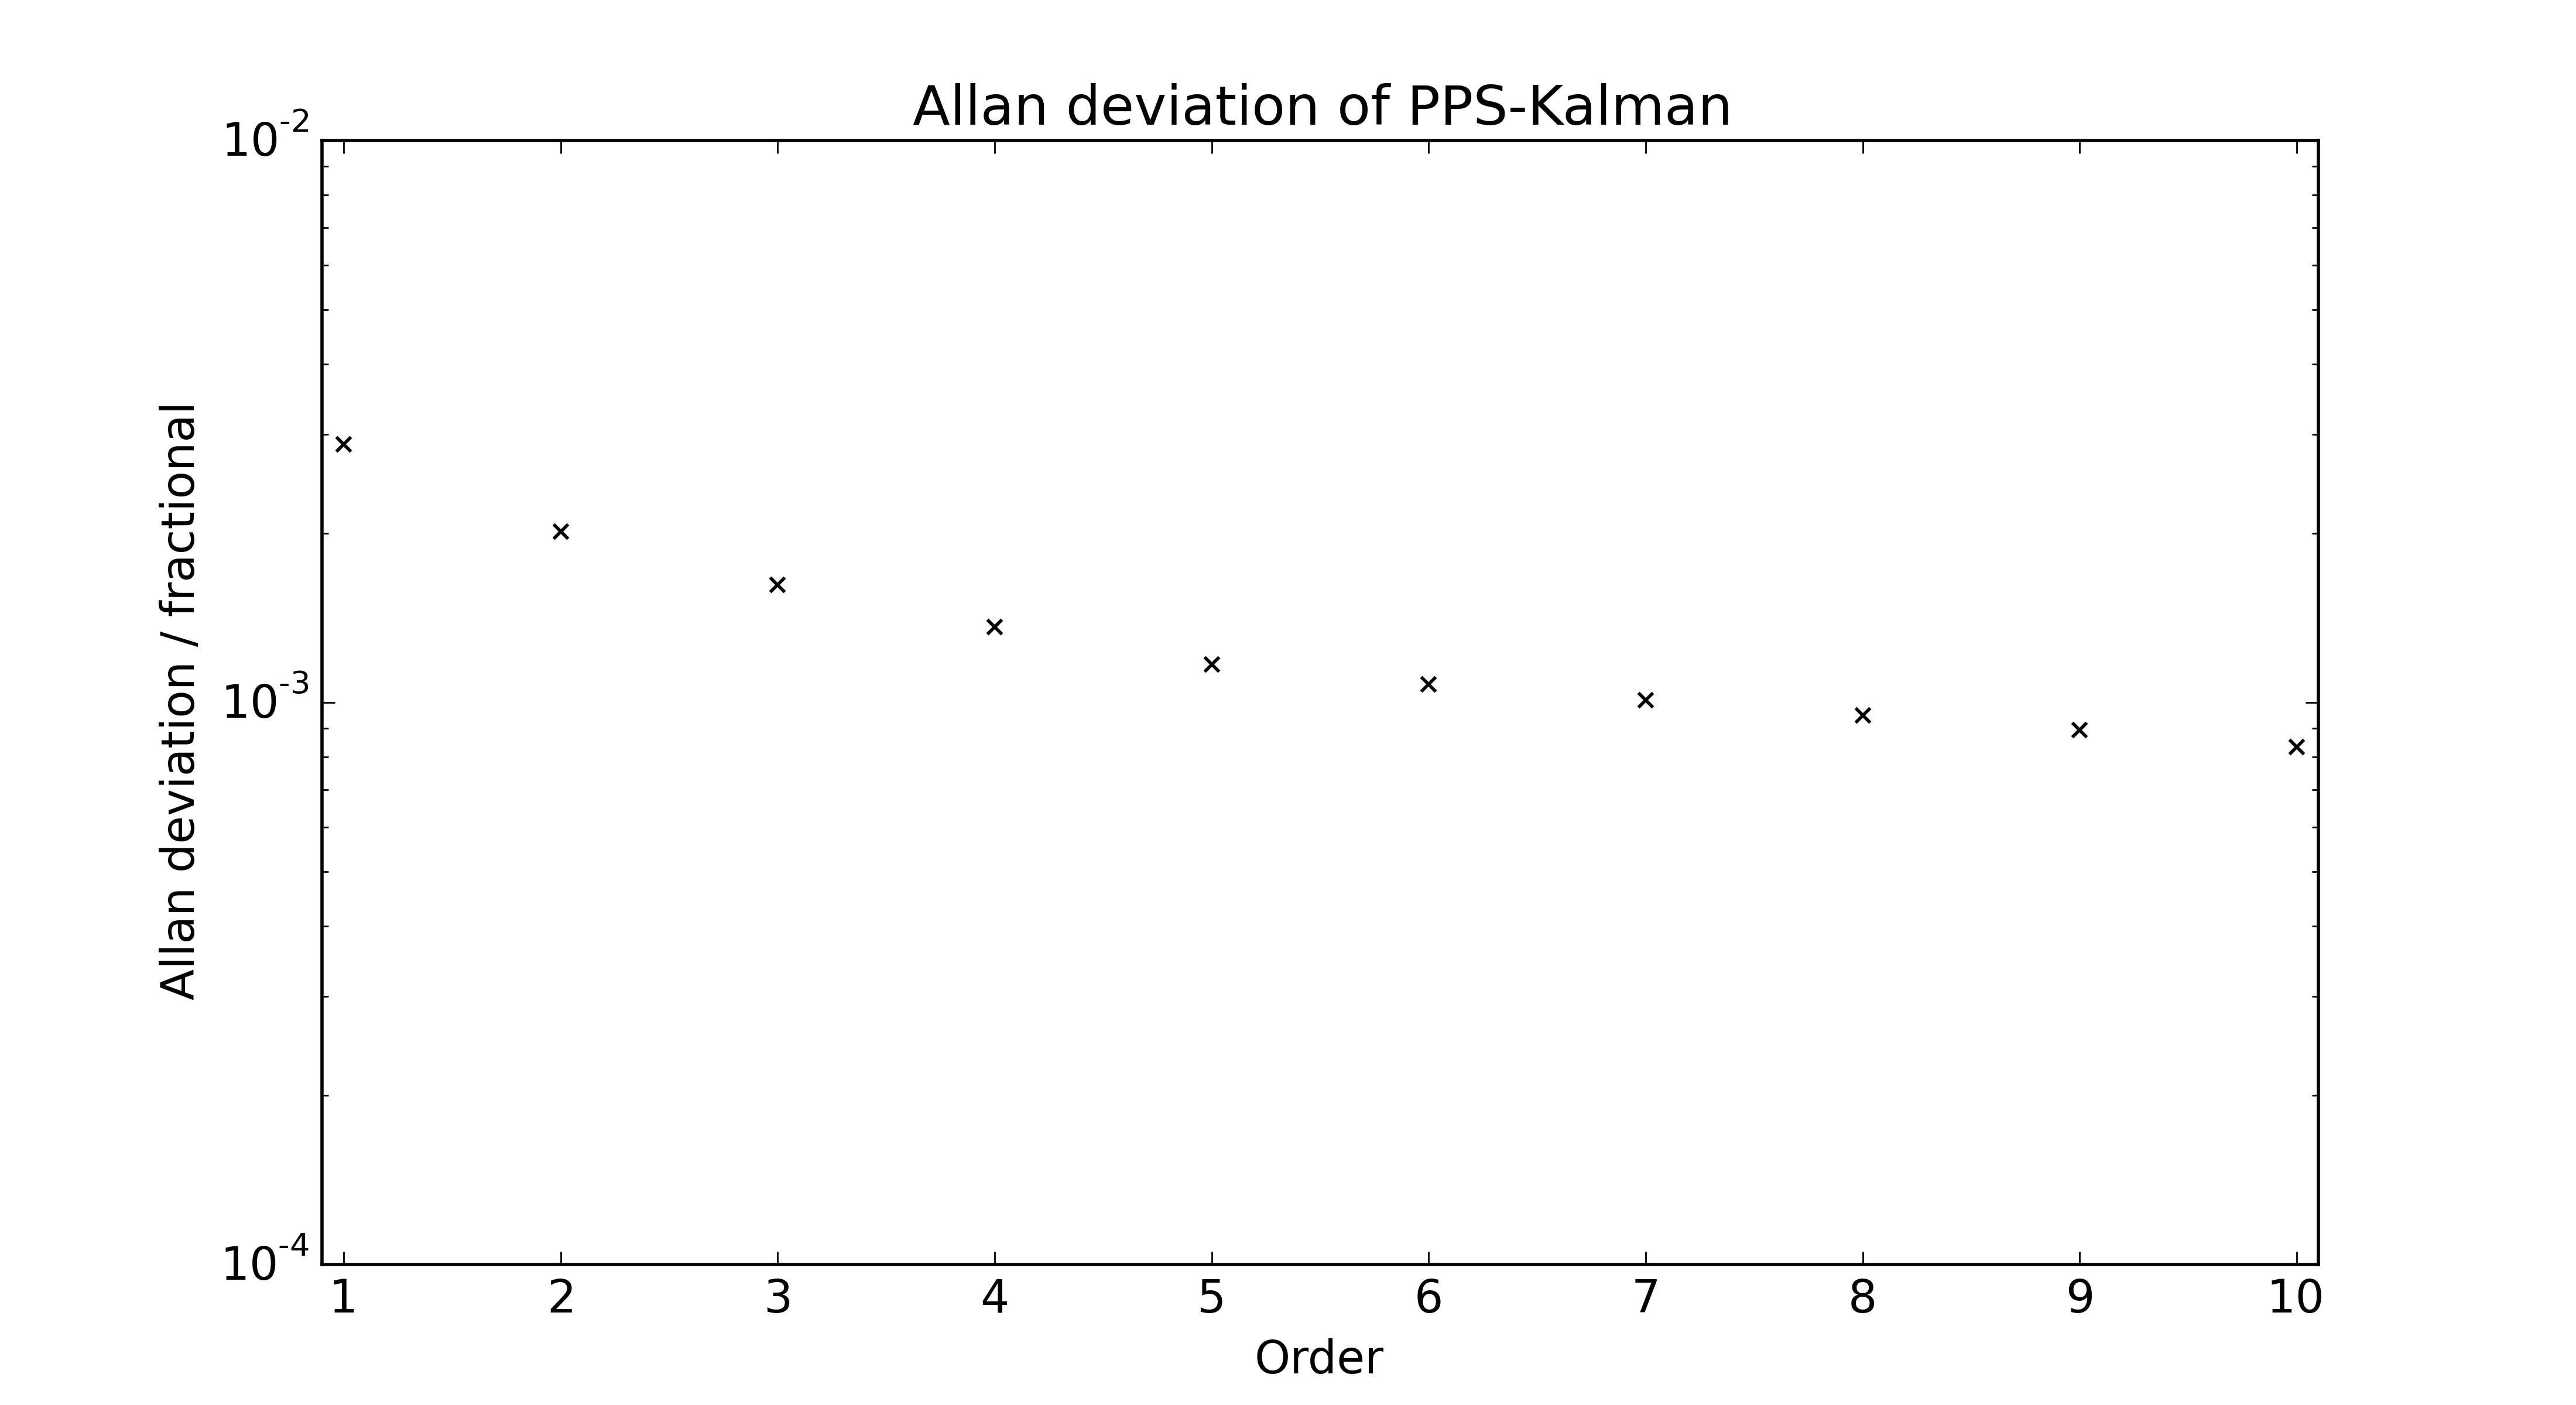 Allan deviation of PPS-Kalman
10^-2
10^-3
10^-4
Allan deviation / fractional
1 2 3 4 5 6 7 8 9 10
Order